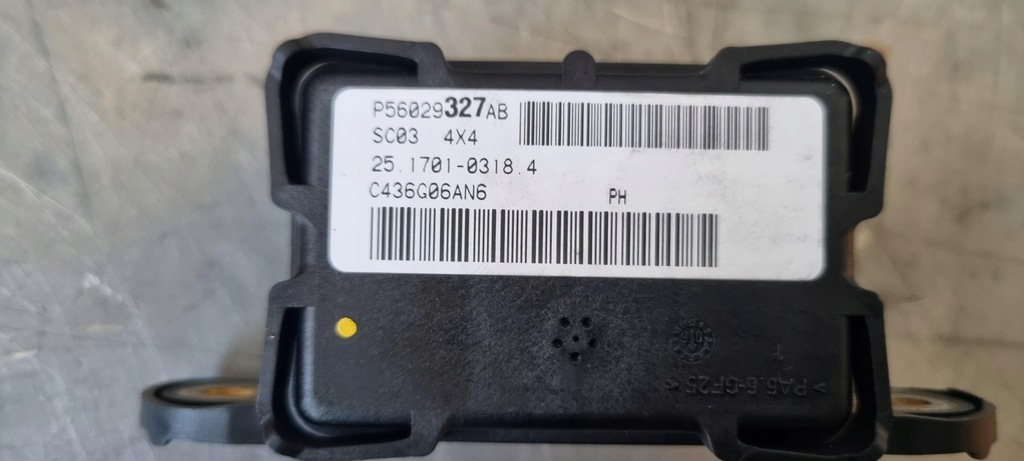 P56029327AB
SC03 4X4
25.1701-0318.4
C436G06AN6 PH
>PA6.6-GF25<